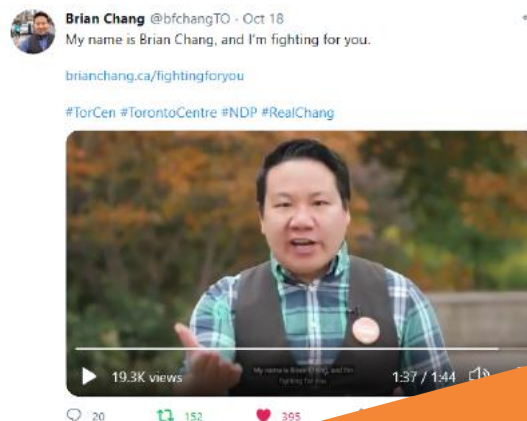 Brian Chang @bfchangTO · Oct 18
My name is Brian Chang, and I'm fighting for you.
brianchang.ca/fightingforyou
#TorCen #TorontoCentre #NDP #RealChang
My name is Brian Chang, and I'm
fighting for you
19.3K views
1:37 / 1:44
20
152
395